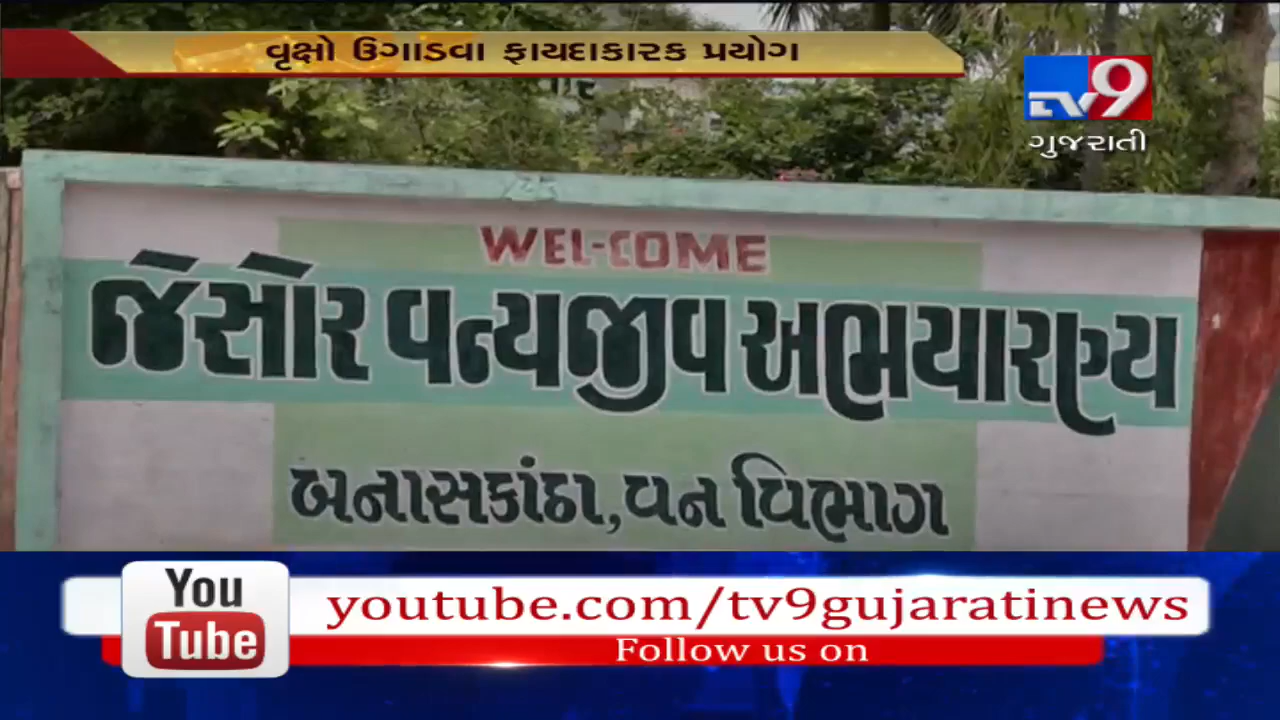 વૃક્ષો ઉગાડવા ફાયદાકારક પ્રયોગ
TV9
ગુજરાતી
WEL-COME
જેસોર વન્યજીવ અભયારણ્ય
બનાસકાંઠા, વન વિભાગ
You
Tube
youtube.com/tv9gujaratinews
Follow us on